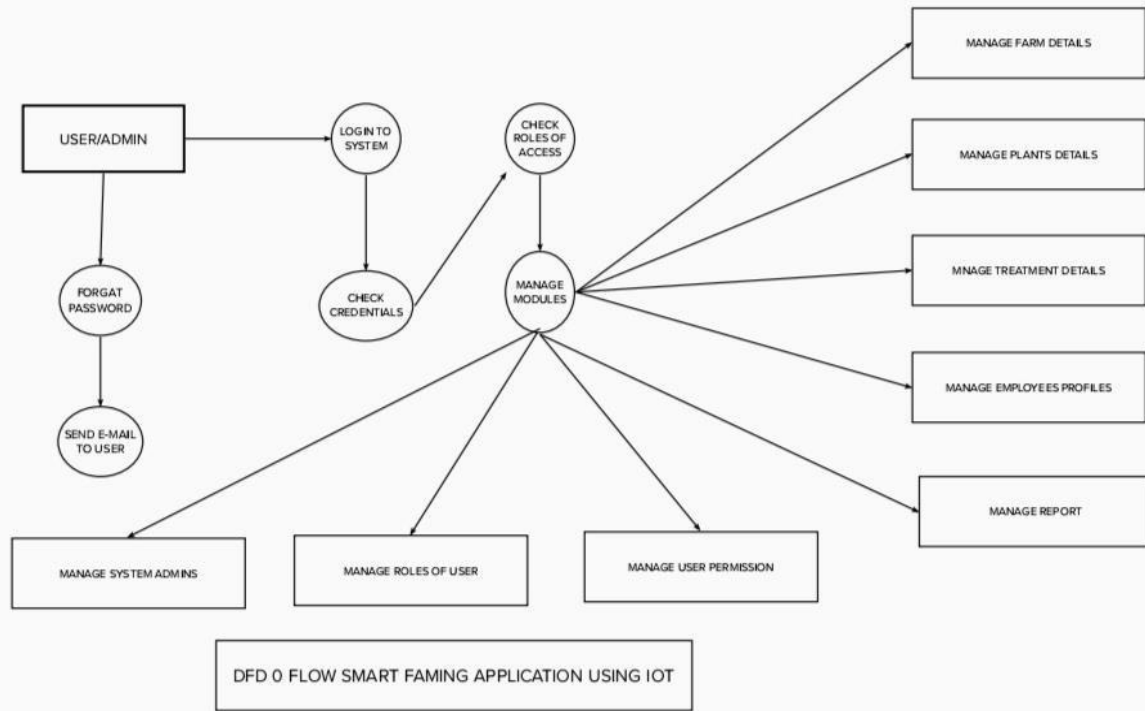 MANAGE FARM DETAILS
USER/ADMIN
LOGIN TO
SYSTEM
CHECK
ROLES OF
ACCESS
MANAGE PLANTS DETAILS
FORGAT
PASSWORD
CHECK
CREDENTIALS
MANAGE
MODULES
MNAGE TREATMENT DETAILS
MANAGE EMPLOYEES PROFILES
SEND E-MAIL
TO USER
MANAGE REPORT
MANAGE SYSTEM ADMINS
MANAGE ROLES OF USER
MANAGE USER PERMISSION
DFD 0 FLOW SMART FAMING APPLICATION USING IOT